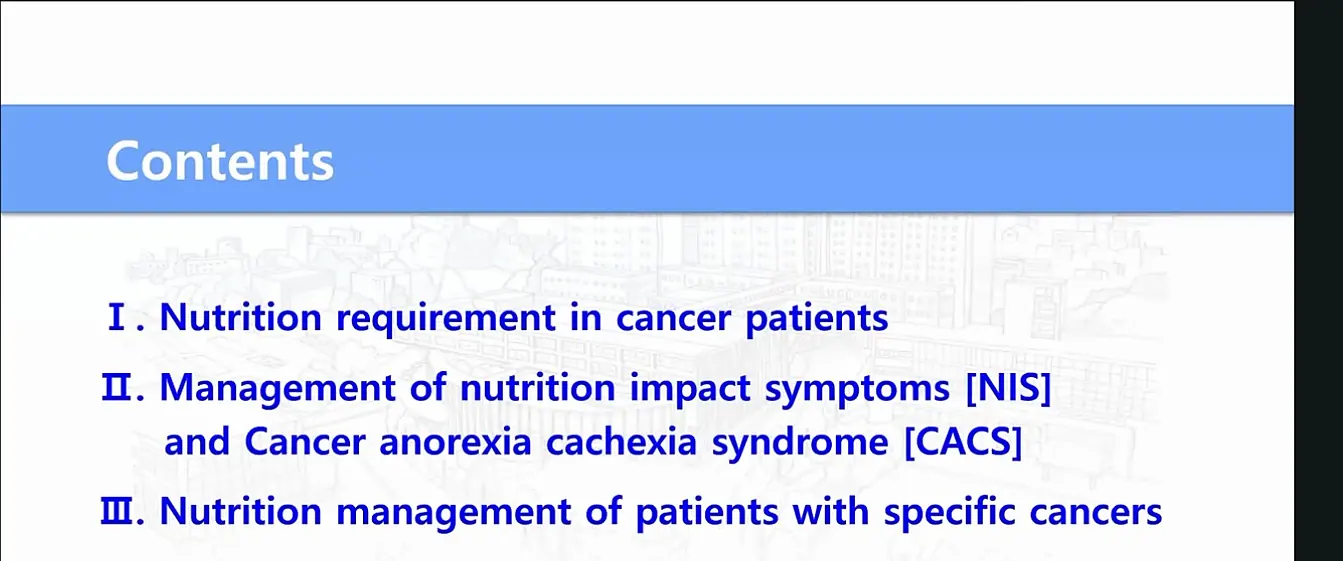 Contents
Ⅰ. Nutrition requirement in cancer patients
Ⅱ. Management of nutrition impact symptoms [NIS]
and Cancer anorexia cachexia syndrome [CACS]
Ⅲ. Nutrition management of patients with specific cancers